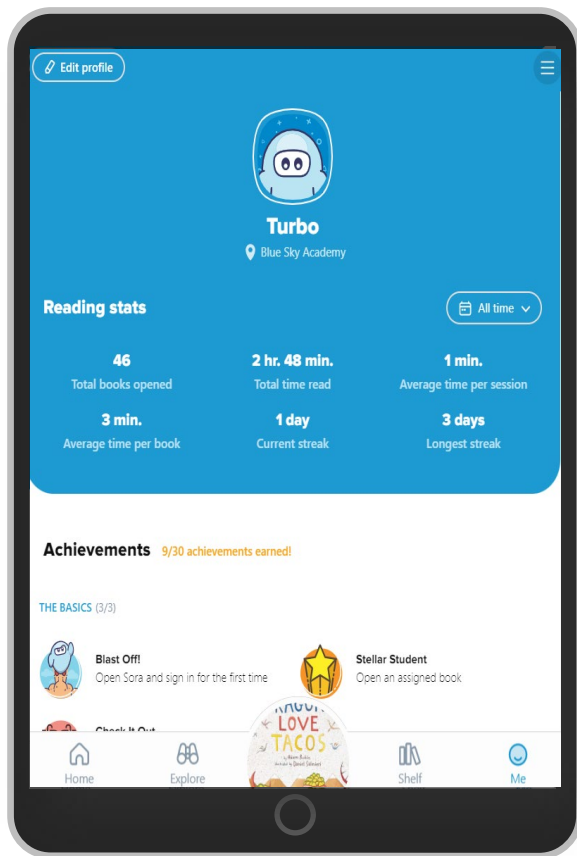 Edit profile
Turbo
Blue Sky Academy
Reading stats
All time
46
2 hr. 48 min.
1 min.
Total books opened
Total time read
Average time per session
3 min.
1 day
3 days
Average time per book
Current streak
Longest streak
Achievements 9/30 achievements earned!
THE BASICS (3/3)
Blast Off!
Open Sora and sign in for the first time
Stellar Student
Open an assigned book
Check It Out
LOVE
TACOS
Home
Explore
Shelf
Me